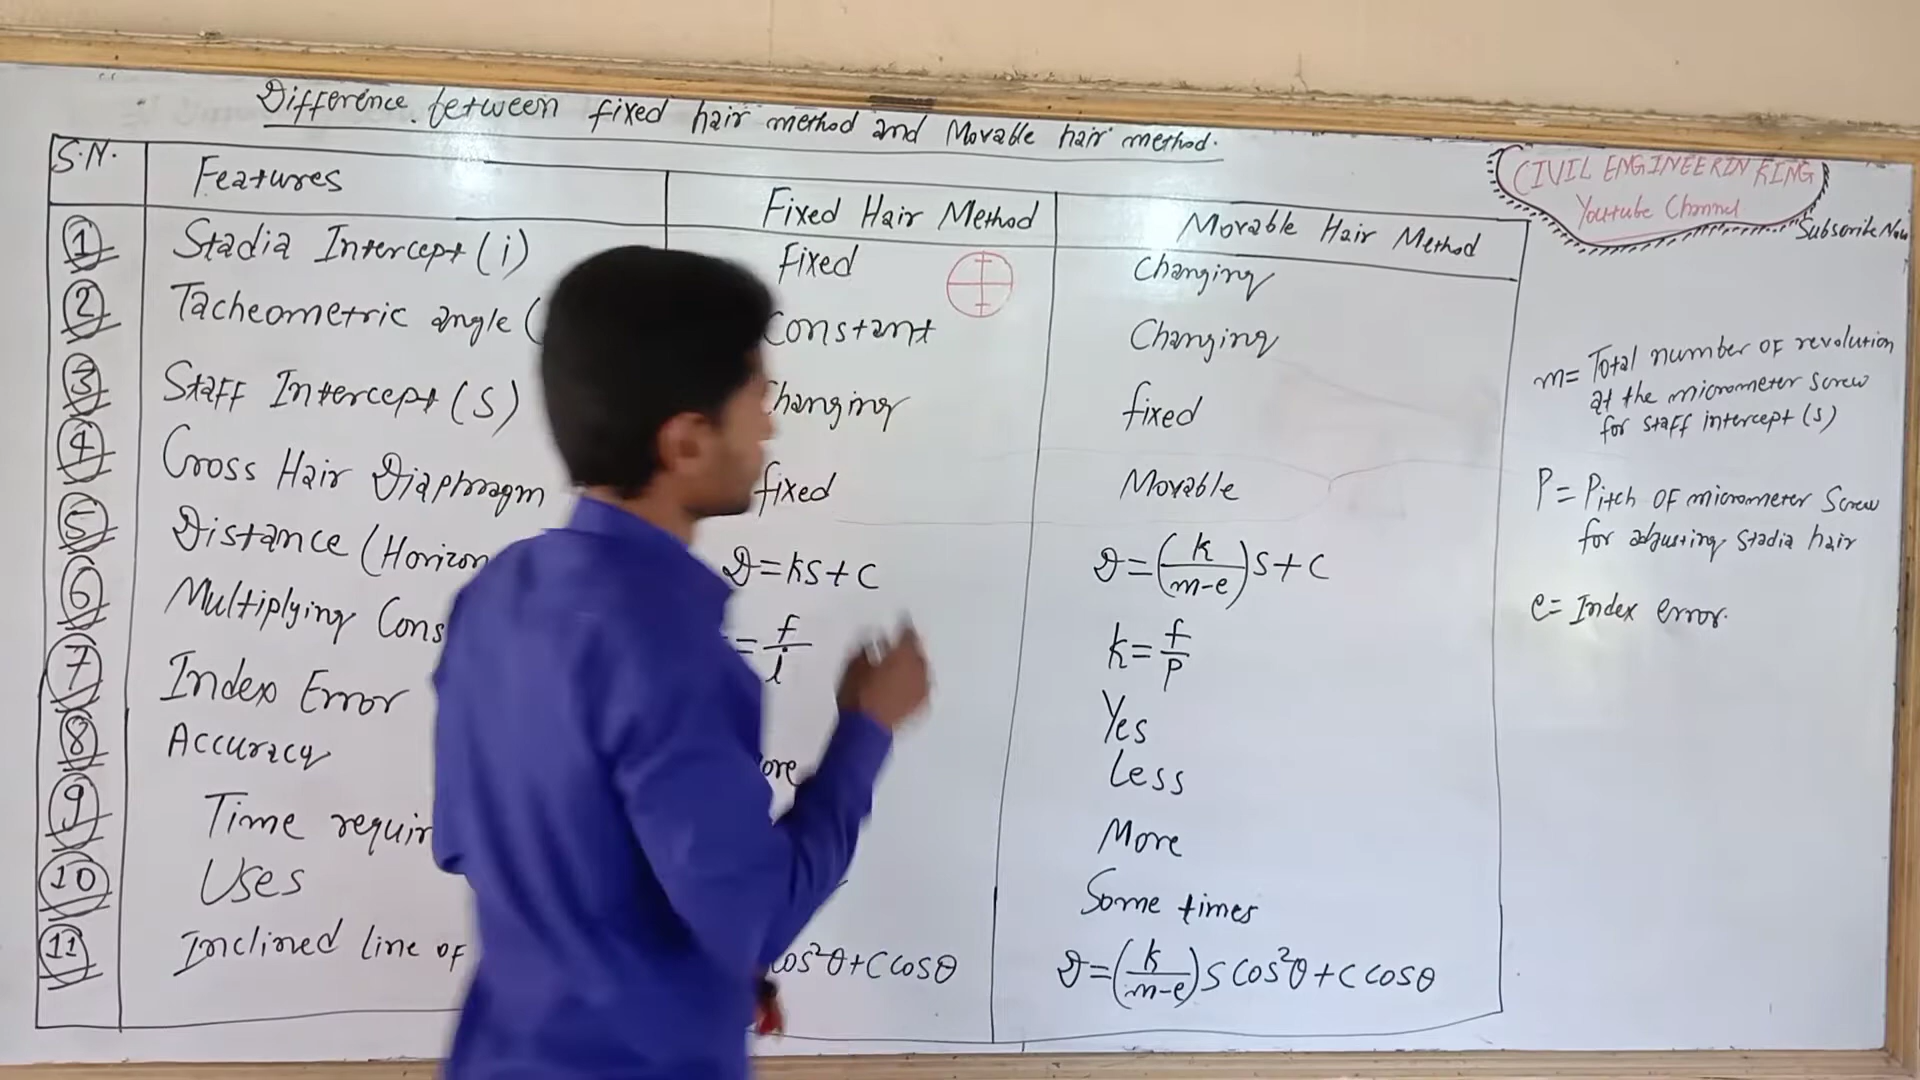 Difference between fixed hair method and Movable hair method.
CIVIL ENGINEERIN KING
Youtube Channel
Subscribe Now
S.N. Features Fixed Hair Method Movable Hair Method
1 Stadia Intercept (i) Fixed Changing
2 Tacheometric angle ( Constant Changing
3 Staff Intercept (S) Changing fixed
4 Cross Hair Diaphragm fixed Movable
5 Distance (Horizon D=KS+C D=(k/(m-e))S+C
6 Multiplying Cons =f/i k=f/P
7 Index Error Yes
8 Accuracy ore Less
9 Time requir More
10 Uses Some times
11 Inclined line of cos²θ+Ccosθ D=(k/(m-e))S cos²θ+C cosθ
m= Total number of revolution
at the micrometer screw
for staff intercept (s)
P= Pitch of micrometer Screw
for adjusting stadia hair
e= Index error.